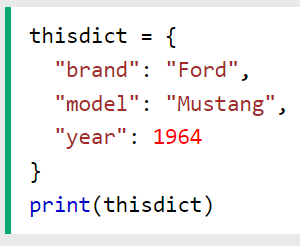 thisdict = {
  "brand": "Ford",
  "model": "Mustang",
  "year": 1964
}
print(thisdict)